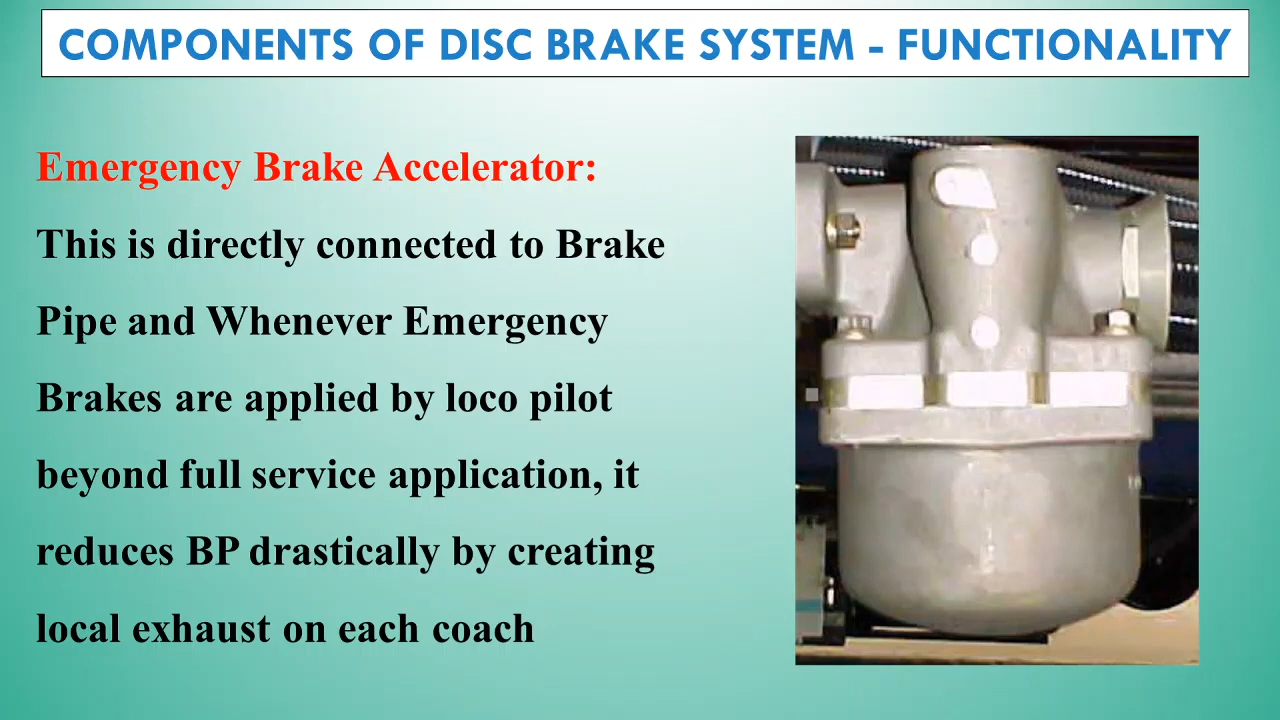 COMPONENTS OF DISC BRAKE SYSTEM - FUNCTIONALITY
Emergency Brake Accelerator:
This is directly connected to Brake
Pipe and Whenever Emergency
Brakes are applied by loco pilot
beyond full service application, it
reduces BP drastically by creating
local exhaust on each coach